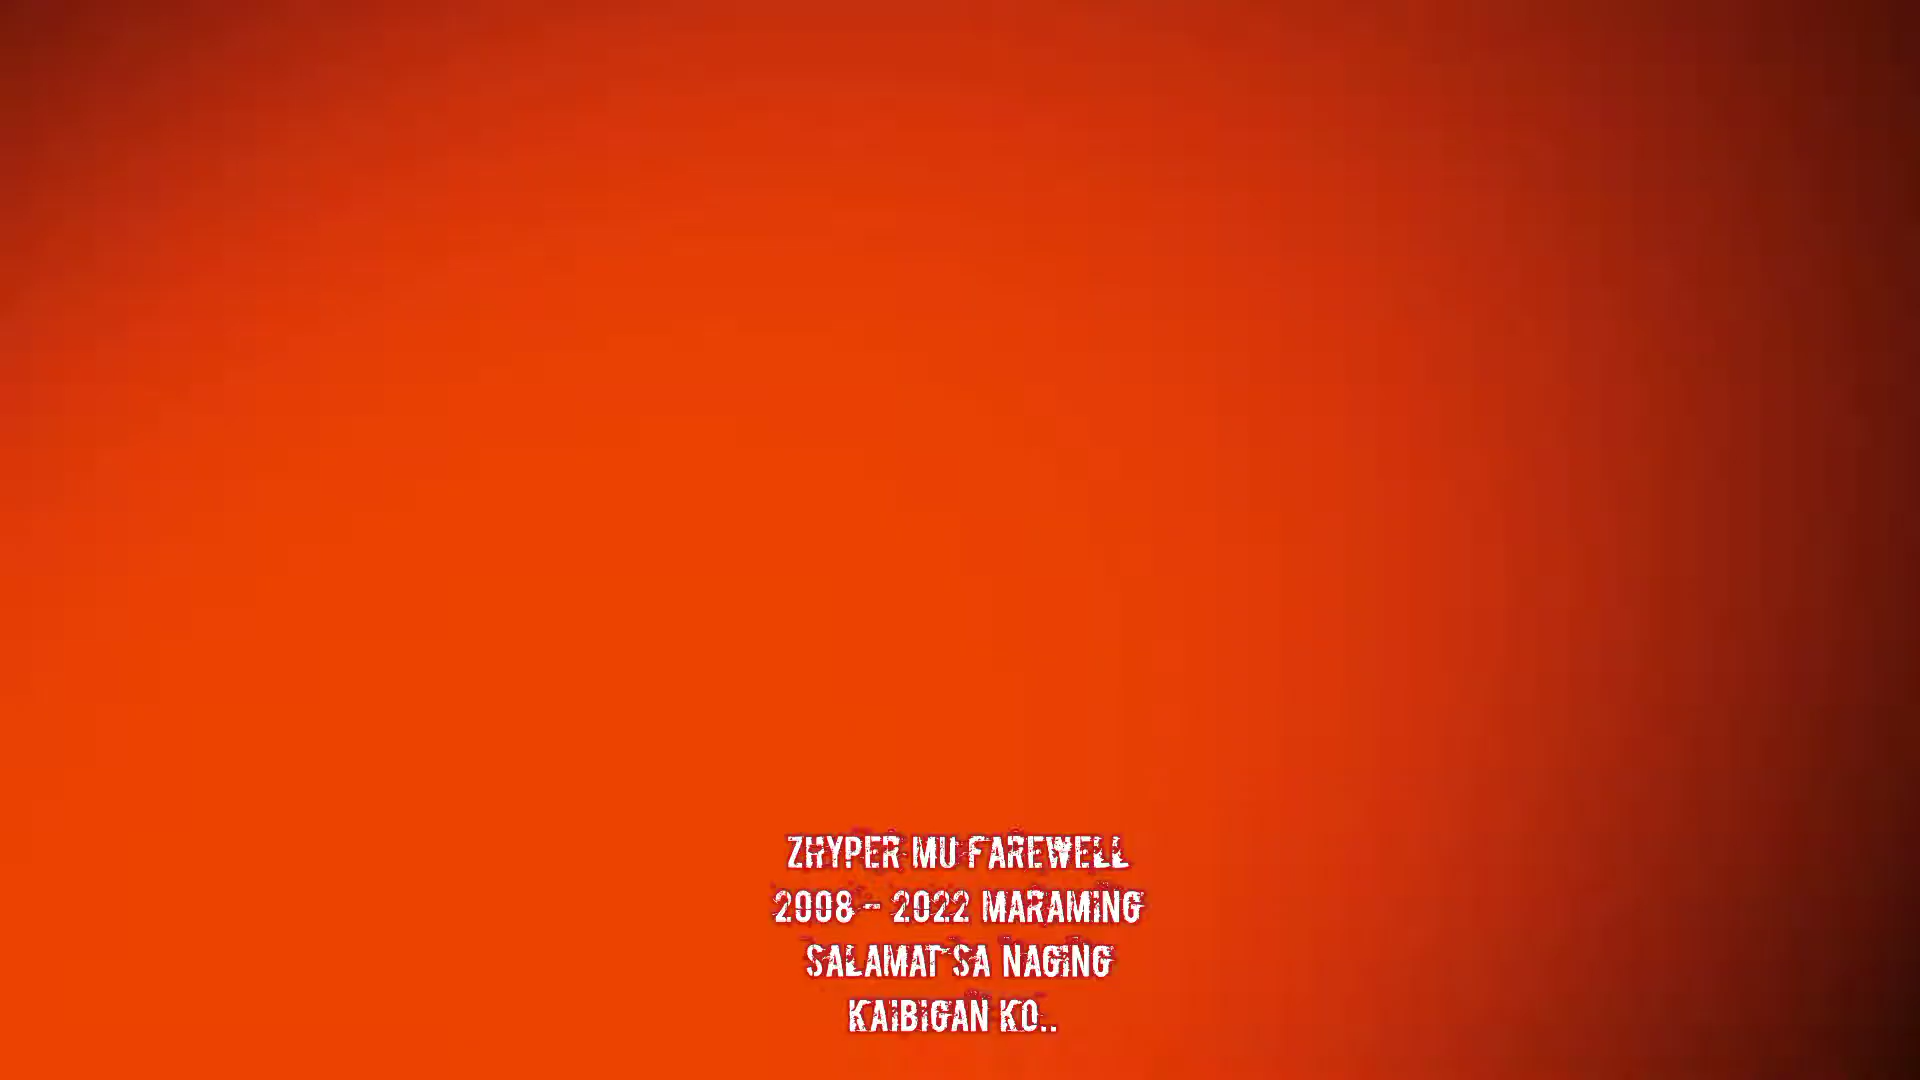 ZHYPER MU FAREWELL
2008 - 2022 MARAMING
SALAMAT SA NAGING
KAIBIGAN KO..